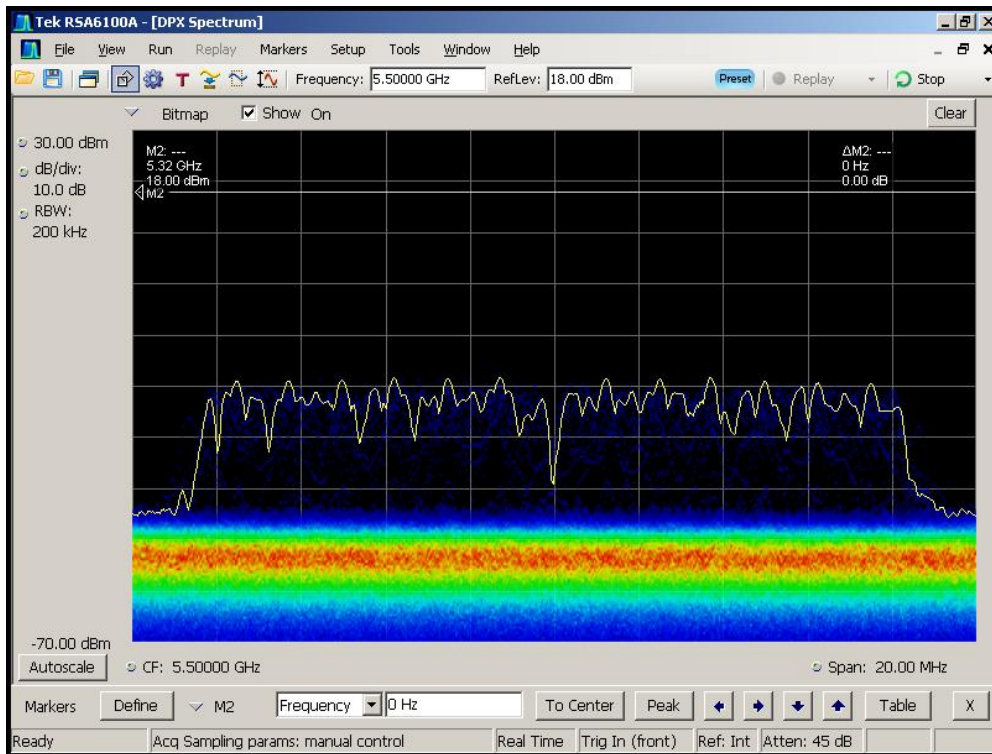 Tek RSA6100A - [DPX Spectrum]
File View Run Replay Markers Setup Tools Window Help
T Frequency: 5.50000 GHz RefLev: 18.00 dBm Preset Replay Stop
Bitmap Show On Clear
30.00 dBm
dB/div:
10.0 dB
RBW:
200 kHz
M2: ---
5.32 GHz
18.00 dBm
M2
ΔM2: ---
0 Hz
0.00 dB
-70.00 dBm
Autoscale CF: 5.50000 GHz Span: 20.00 MHz
Markers Define M2 Frequency 0 Hz To Center Peak Table X
Ready Acq Sampling params: manual control Real Time Trig In (front) Ref: Int Atten: 45 dB